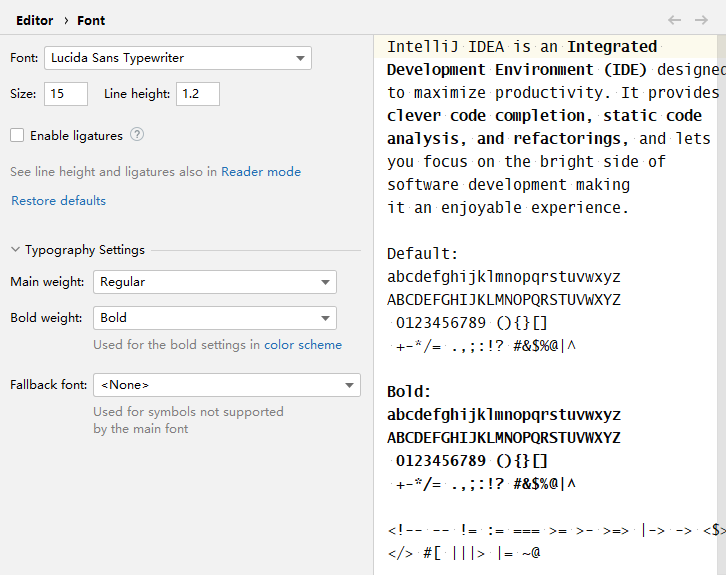 Editor › Font
Font: Lucida Sans Typewriter
Size: 15 Line height: 1.2
Enable ligatures ?
See line height and ligatures also in Reader mode
Restore defaults
Typography Settings
Main weight: Regular
Bold weight: Bold
Used for the bold settings in color scheme
Fallback font: <None>
Used for symbols not supported
by the main font
IntelliJ IDEA is an Integrated
Development Environment (IDE) designed
to maximize productivity. It provides
clever code completion, static code
analysis, and refactorings, and lets
you focus on the bright side of
software development making
it an enjoyable experience.
Default:
abcdefghijklmnopqrstuvwxyz
ABCDEFGHIJKLMNOPQRSTUVWXYZ
0123456789 (){}[]
+-*/= .,;:!? #&$%@|^
Bold:
abcdefghijklmnopqrstuvwxyz
ABCDEFGHIJKLMNOPQRSTUVWXYZ
0123456789 (){}[]
+-*/= .,;:!? #&$%@|^
<!-- -- != := === >= >- >=> |-> -> <$>
</> #[ |||> |= ~@